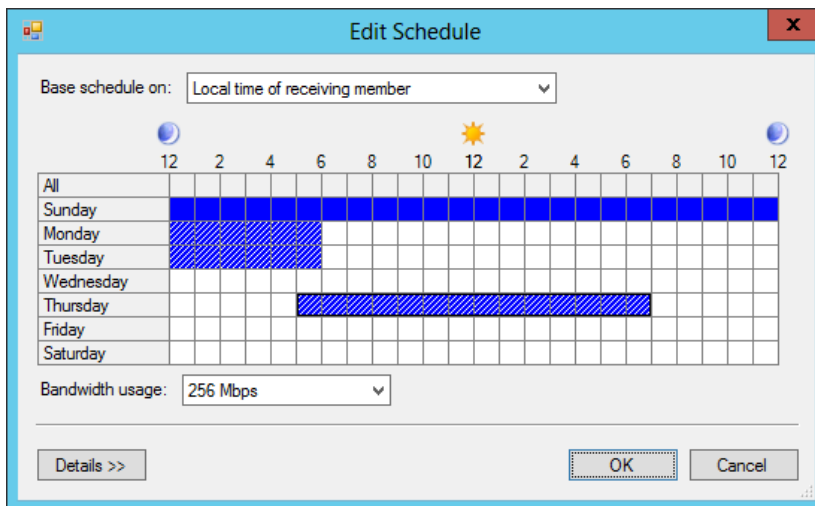 Edit Schedule
x
Base schedule on: Local time of receiving member
12 2 4 6 8 10 12 2 4 6 8 10 12
All
Sunday
Monday
Tuesday
Wednesday
Thursday
Friday
Saturday
Bandwidth usage: 256 Mbps
Details >> OK Cancel